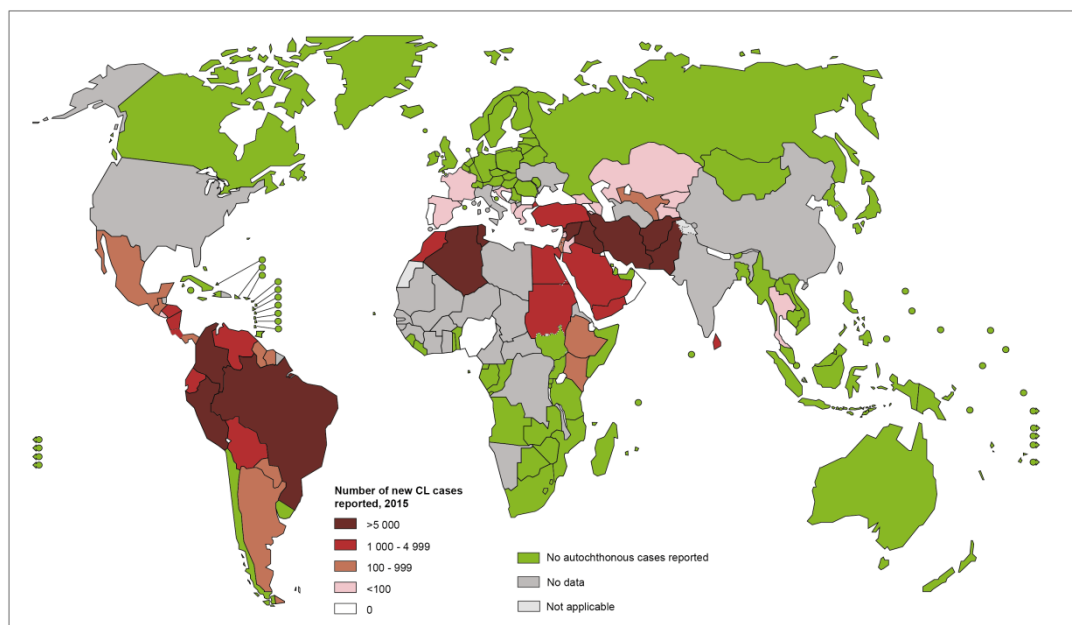 Number of new CL cases
reported, 2015
>5 000
1 000 - 4 999
100 - 999
<100
0
No autochthonous cases reported
No data
Not applicable